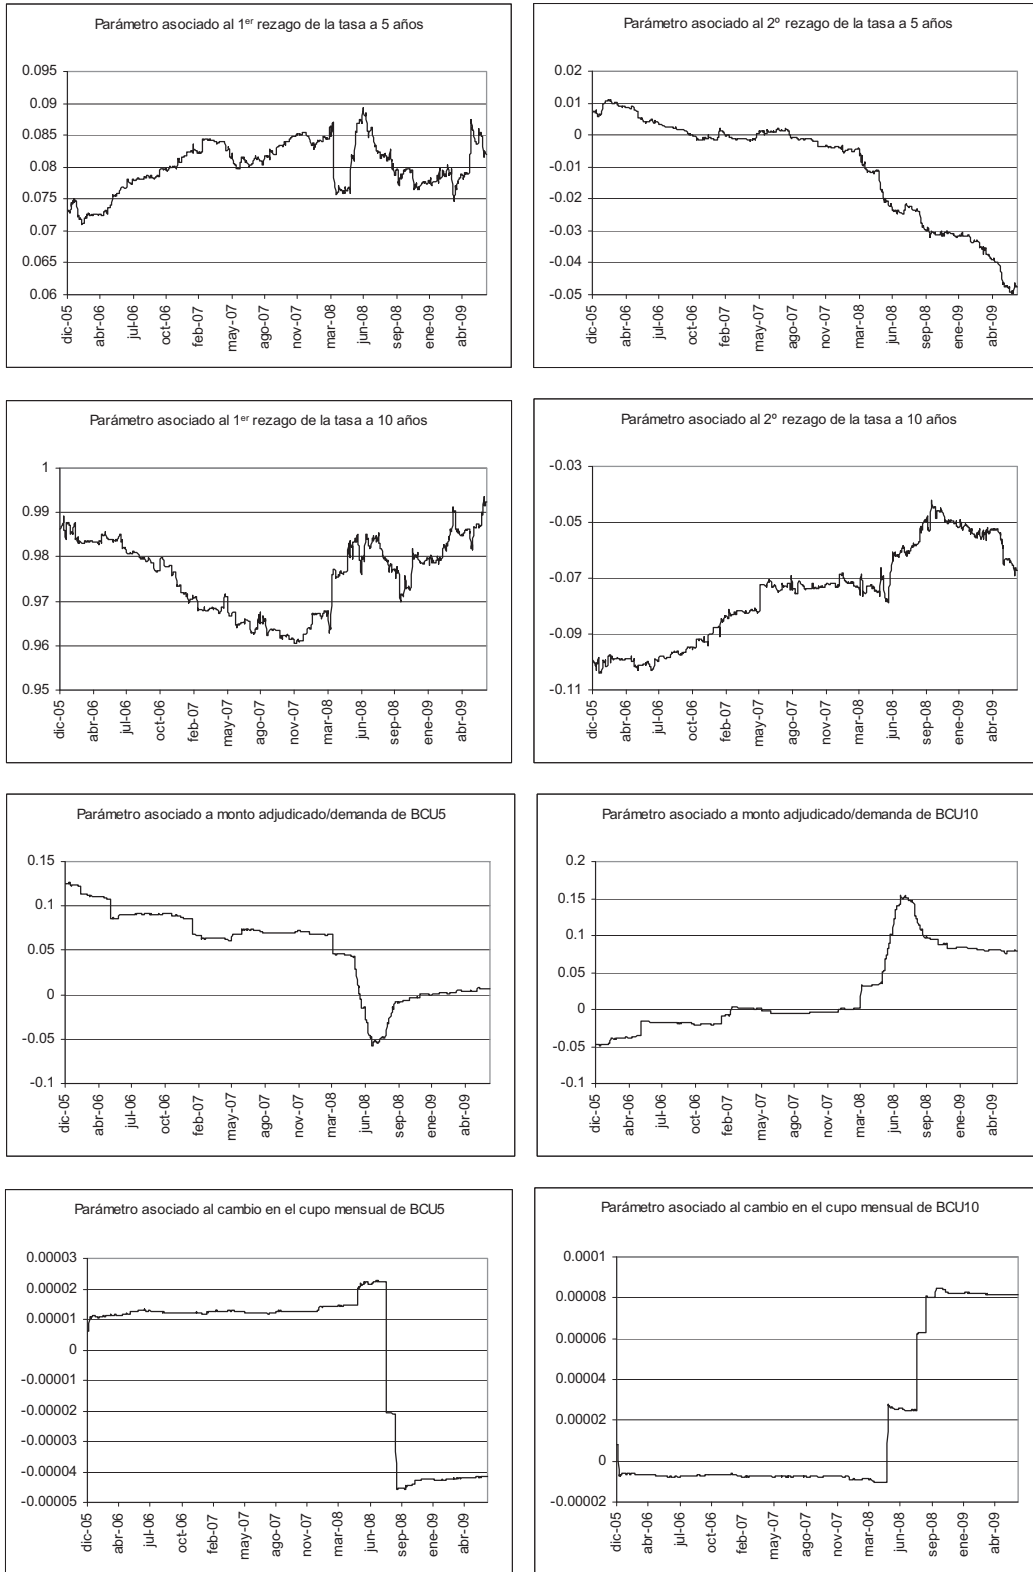 Parámetro asociado al 1er rezago de la tasa a 5 años
0.095
0.09
0.085
0.08
0.075
0.07
0.065
0.06
dic-05
abr-06
jul-06
oct-06
feb-07
may-07
ago-07
nov-07
mar-08
jun-08
sep-08
ene-09
abr-09
Parámetro asociado al 2º rezago de la tasa a 5 años
0.02
0.01
0
-0.01
-0.02
-0.03
-0.04
-0.05
dic-05
abr-06
jul-06
oct-06
feb-07
may-07
ago-07
nov-07
mar-08
jun-08
sep-08
ene-09
abr-09
Parámetro asociado al 1er rezago de la tasa a 10 años
1
0.99
0.98
0.97
0.96
0.95
dic-05
abr-06
jul-06
oct-06
feb-07
may-07
ago-07
nov-07
mar-08
jun-08
sep-08
ene-09
abr-09
Parámetro asociado al 2º rezago de la tasa a 10 años
-0.03
-0.05
-0.07
-0.09
-0.11
dic-05
abr-06
jul-06
oct-06
feb-07
may-07
ago-07
nov-07
mar-08
jun-08
sep-08
ene-09
abr-09
Parámetro asociado a monto adjudicado/demanda de BCU5
0.15
0.1
0.05
0
-0.05
-0.1
dic-05
abr-06
jul-06
oct-06
feb-07
may-07
ago-07
nov-07
mar-08
jun-08
sep-08
ene-09
abr-09
Parámetro asociado a monto adjudicado/demanda de BCU10
0.2
0.15
0.1
0.05
0
-0.05
-0.1
dic-05
abr-06
jul-06
oct-06
feb-07
may-07
ago-07
nov-07
mar-08
jun-08
sep-08
ene-09
abr-09
Parámetro asociado al cambio en el cupo mensual de BCU5
0.00003
0.00002
0.00001
0
-0.00001
-0.00002
-0.00003
-0.00004
-0.00005
dic-05
abr-06
jul-06
oct-06
feb-07
may-07
ago-07
nov-07
mar-08
jun-08
sep-08
ene-09
abr-09
Parámetro asociado al cambio en el cupo mensual de BCU10
0.0001
0.00008
0.00006
0.00004
0.00002
0
-0.00002
dic-05
abr-06
jul-06
oct-06
feb-07
may-07
ago-07
nov-07
mar-08
jun-08
sep-08
ene-09
abr-09